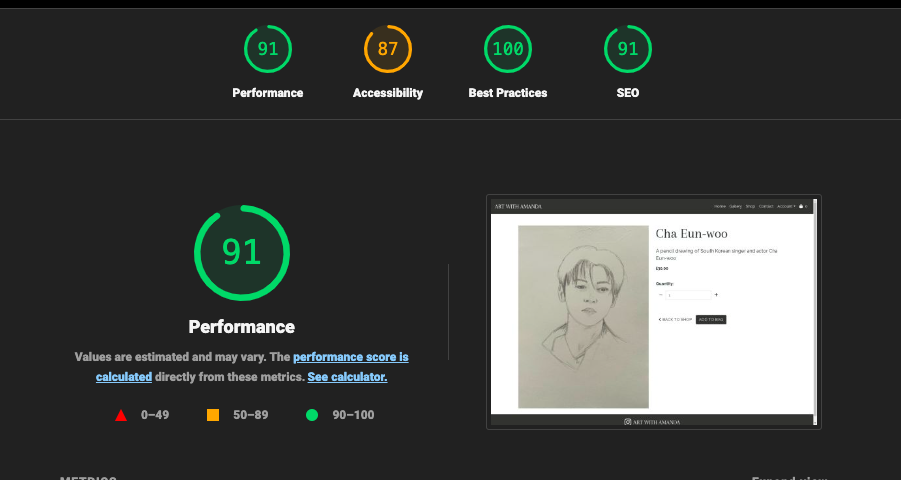 91
87
100
91
Performance
Accessibility
Best Practices
SEO
91
Performance
Values are estimated and may vary. The performance score is
calculated directly from these metrics. See calculator.
0–49
50–89
90–100
ART WITH AMANDA
Home Gallery Shop Contact Account
Cha Eun-woo
A pencil drawing of South Korean singer and actor Cha
Eun-woo
Quantity:
− 1 +
BACK TO SHOP ADD TO BAG
ART WITH AMANDA
METRICS
Expand view